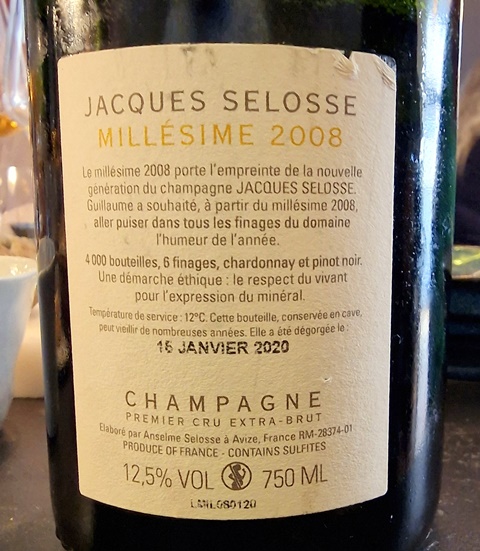 JACQUES SELOSSE
MILLÉSIME 2008
Le millésime 2008 porte l'empreinte de la nouvelle
génération du champagne JACQUES SELOSSE.
Guillaume a souhaité, à partir du millésime 2008,
aller puiser dans tous les finages du domaine
l'humeur de l'année.
4 000 bouteilles, 6 finages, chardonnay et pinot noir.
Une démarche éthique : le respect du vivant
pour l'expression du minéral.
Température de service : 12°C. Cette bouteille, conservée en cave,
peut vieillir de nombreuses années. Elle a été dégorgée le :
15 JANVIER 2020
CHAMPAGNE
PREMIER CRU EXTRA-BRUT
Elaboré par Anselme Selosse à Avize, France RM-28374-01
PRODUCE OF FRANCE - CONTAINS SULFITES
12,5% VOL 750 ML